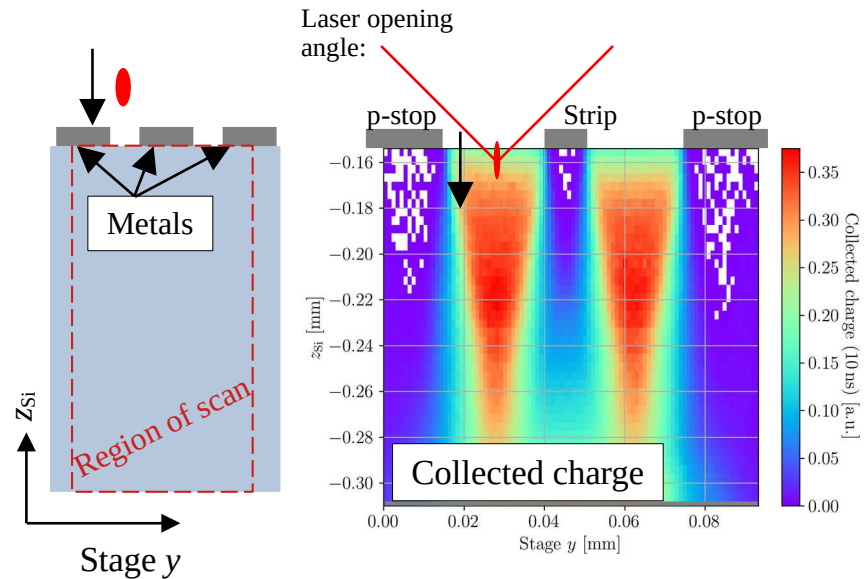 Laser opening
angle:
p-stop
Strip
p-stop
Metals
Region of scan
z_Si
Stage y
−0.16
−0.18
−0.20
−0.22
−0.24
−0.26
−0.28
−0.30
z_Si [mm]
Collected charge
0.00
0.02
0.04
0.06
0.08
Stage y [mm]
0.35
0.30
0.25
0.20
0.15
0.10
0.05
0.00
Collected charge (10 ns) [a.u.]